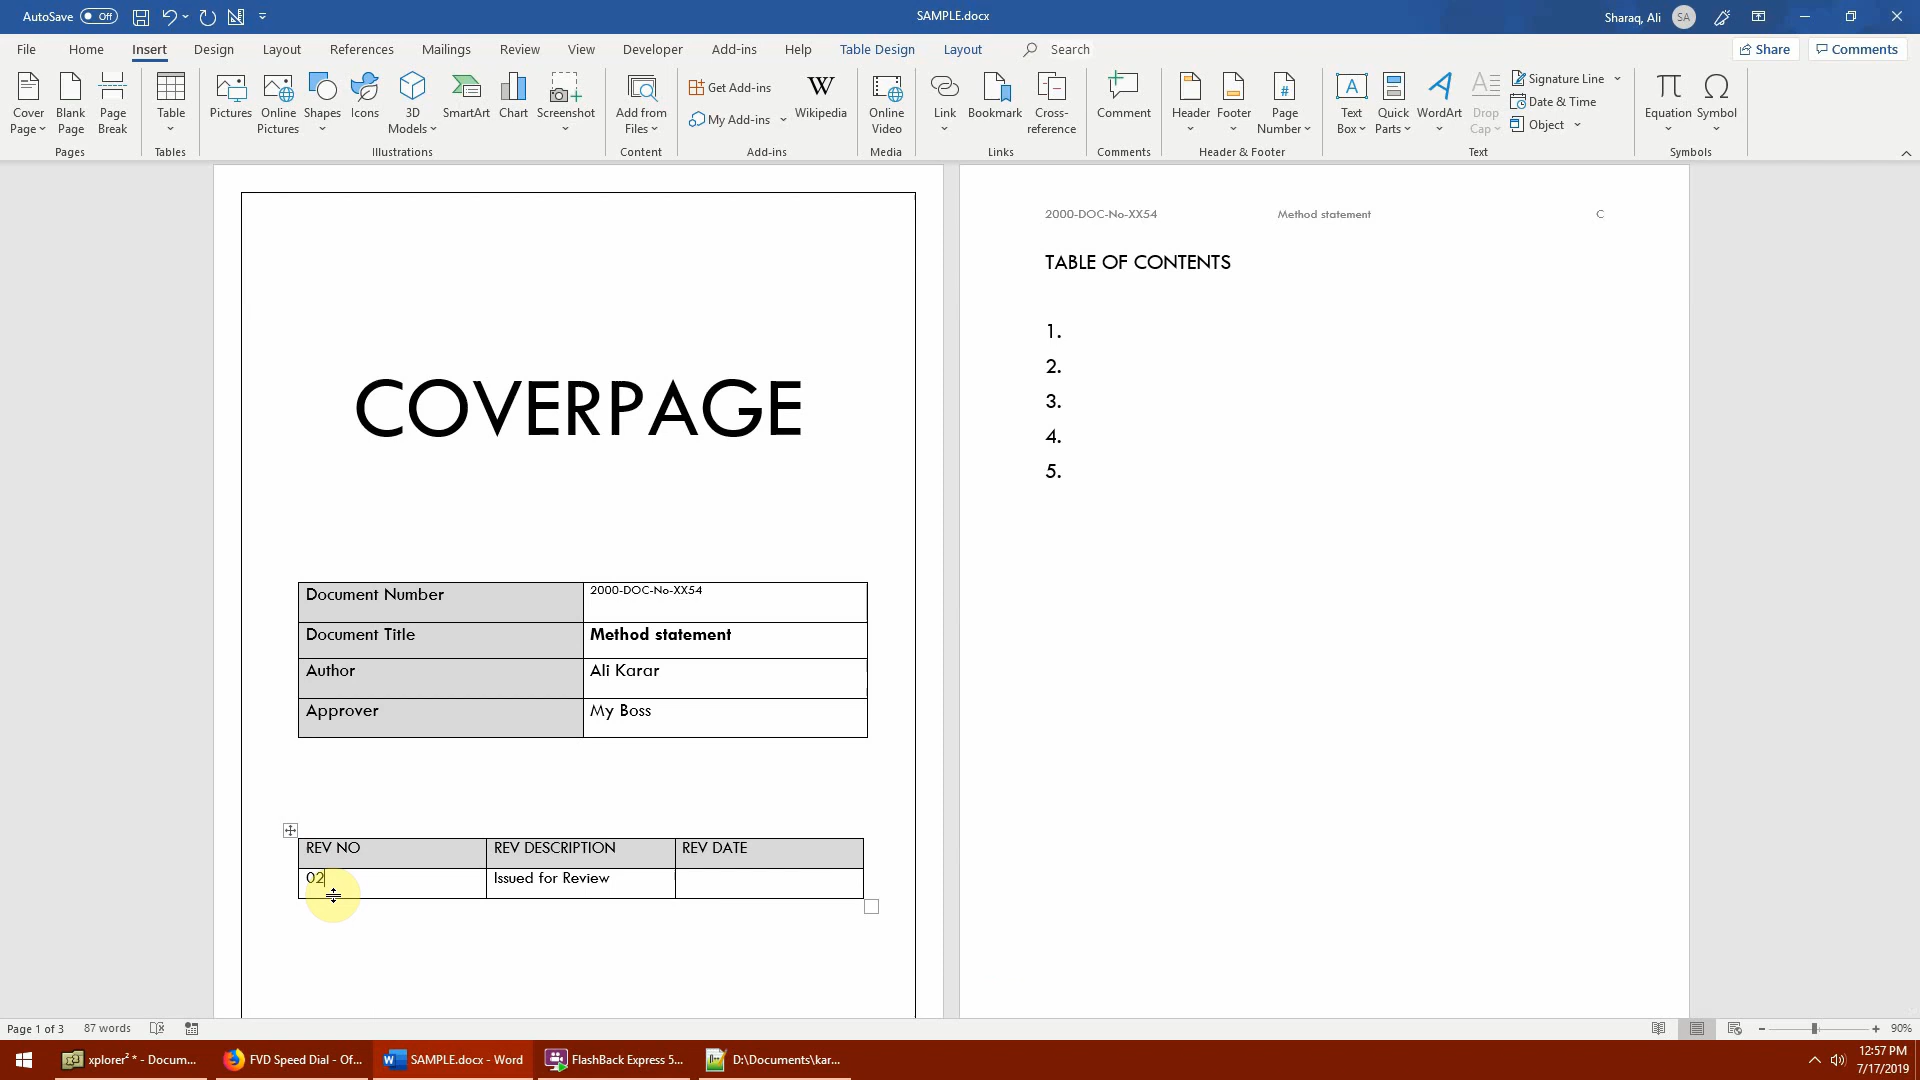 AutoSave Off
SAMPLE.docx
Sharaq, Ali SA
File Home Insert Design Layout References Mailings Review View Developer Add-ins Help Table Design Layout Search
Share Comments
Cover Page
Blank Page
Page Break
Pages
Table
Tables
Pictures
Online Pictures
Shapes
Icons
3D Models
SmartArt
Chart
Screenshot
Illustrations
Add from Files
Content
Get Add-ins
My Add-ins
Wikipedia
Add-ins
Online Video
Media
Link
Bookmark
Cross-reference
Links
Comment
Comments
Header
Footer
Page Number
Header & Footer
Text Box
Quick Parts
WordArt
Drop Cap
Signature Line
Date & Time
Object
Text
Equation
Symbol
Symbols
COVERPAGE
Document Number 2000-DOC-No-XX54
Document Title Method statement
Author Ali Karar
Approver My Boss
REV NO REV DESCRIPTION REV DATE
02 Issued for Review
2000-DOC-No-XX54 Method statement C
TABLE OF CONTENTS
1.
2.
3.
4.
5.
Page 1 of 3 87 words
90%
xplorer² * - Docum... FVD Speed Dial - Of... SAMPLE.docx - Word FlashBack Express 5... D:\Documents\kar...
12:57 PM
7/17/2019